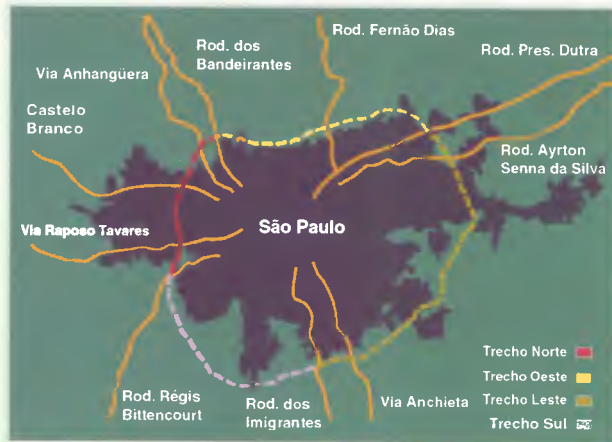 Rod. Fernão Dias
Rod. dos
Bandeirantes
Rod. Pres. Dutra
Via Anhangüera
Castelo
Branco
Rod. Ayrton
Senna da Silva
São Paulo
Via Raposo Tavares
Trecho Norte
Trecho Oeste
Trecho Leste
Trecho Sul
Rod. Régis
Bittencourt
Rod. dos
Imigrantes
Via Anchieta